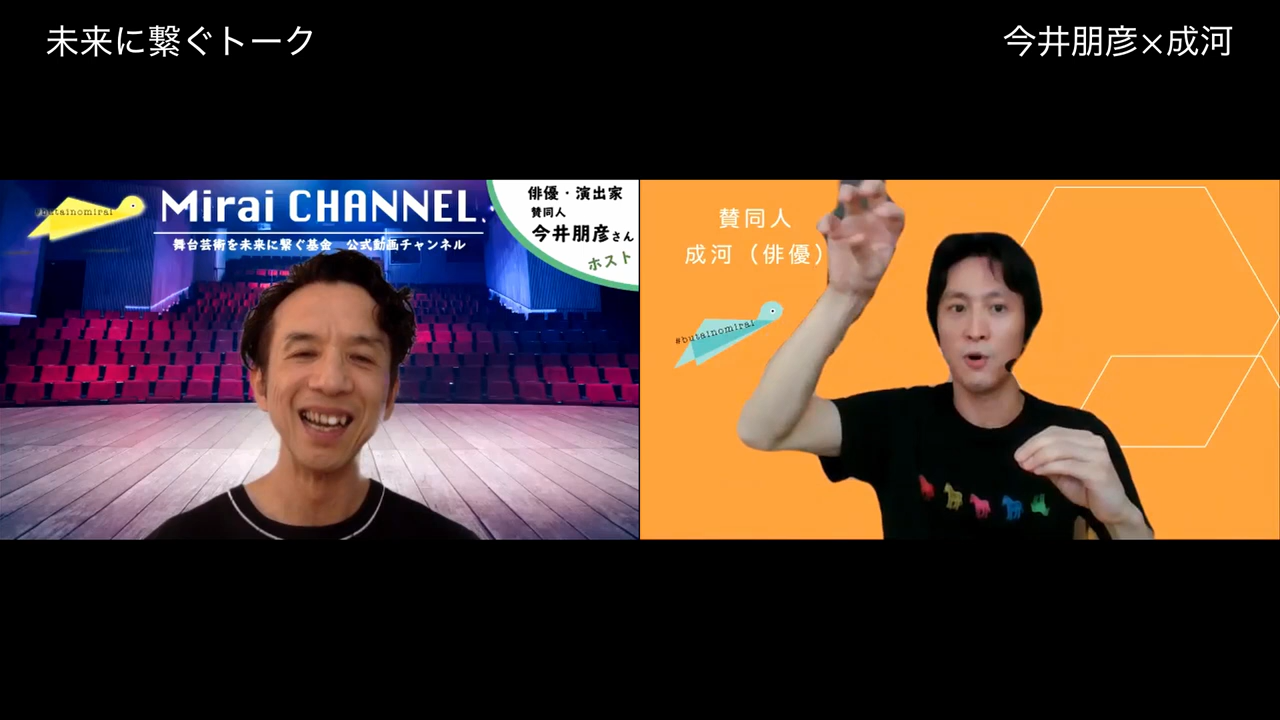 未来に繋ぐトーク
今井朋彦×成河
#butainomirai
Mirai CHANNEL
舞台芸術を未来に繋ぐ基金　公式動画チャンネル
俳優・演出家
賛同人
今井朋彦さん
ホスト
賛同人
成河（俳優）
#butainomirai